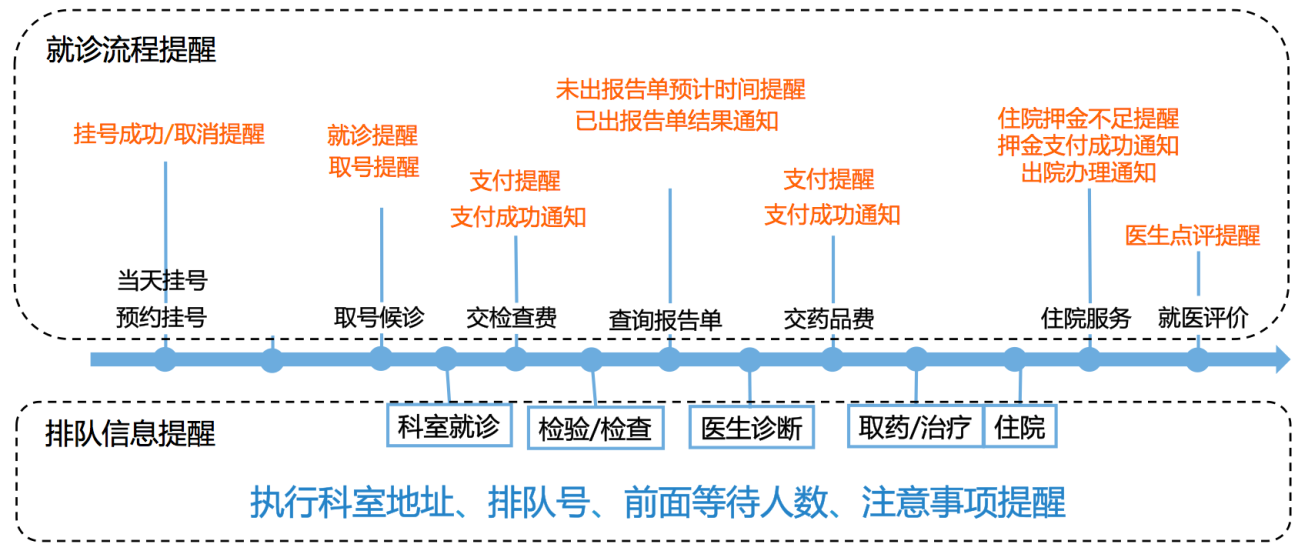 就诊流程提醒
挂号成功/取消提醒
当天挂号
预约挂号
就诊提醒
取号提醒
取号候诊
支付提醒
支付成功通知
交检查费
未出报告单预计时间提醒
已出报告单结果通知
查询报告单
支付提醒
支付成功通知
交药品费
住院押金不足提醒
押金支付成功通知
出院办理通知
住院服务
医生点评提醒
就医评价
排队信息提醒
科室就诊
检验/检查
医生诊断
取药/治疗
住院
执行科室地址、排队号、前面等待人数、注意事项提醒